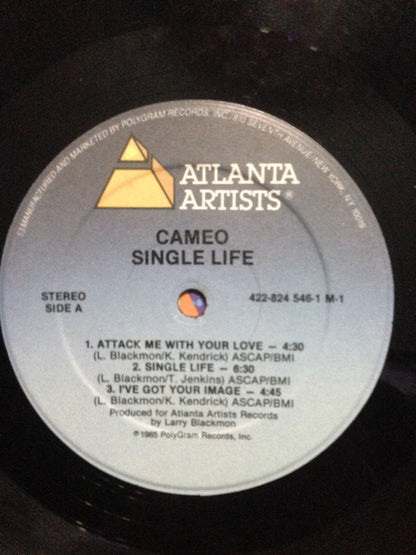 MANUFACTURED AND MARKETED BY POLYGRAM RECORDS, INC./810 SEVENTH AVENUE/NEW YORK, NY 10019
ATLANTA
ARTISTS®
CAMEO
SINGLE LIFE
STEREO
SIDE A
422-824 546-1 M-1
1. ATTACK ME WITH YOUR LOVE — 4:30
(L. Blackmon/K. Kendrick) ASCAP/BMI
2. SINGLE LIFE — 6:30
(L. Blackmon/T. Jenkins) ASCAP/BMI
3. I'VE GOT YOUR IMAGE — 4:45
(L. Blackmon/K. Kendrick) ASCAP/BMI
Produced for Atlanta Artists Records
by Larry Blackmon
℗1985 PolyGram Records, Inc.